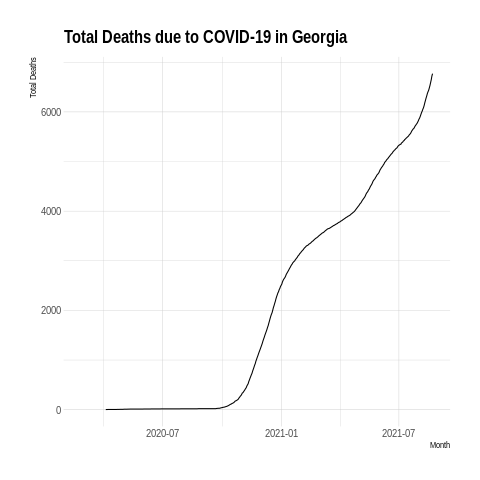 Total Deaths due to COVID-19 in Georgia
Total Deaths
6000
4000
2000
0
2020-07 2021-01 2021-07
Month